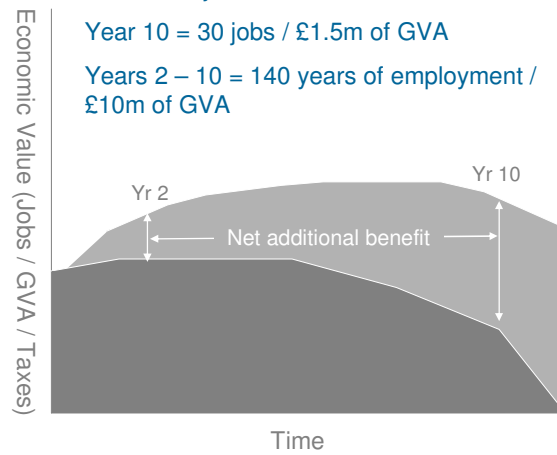 Year 10 = 30 jobs / £1.5m of GVA
Years 2 – 10 = 140 years of employment /
£10m of GVA
Economic Value (Jobs / GVA / Taxes)
Yr 2
Yr 10
Net additional benefit
Time